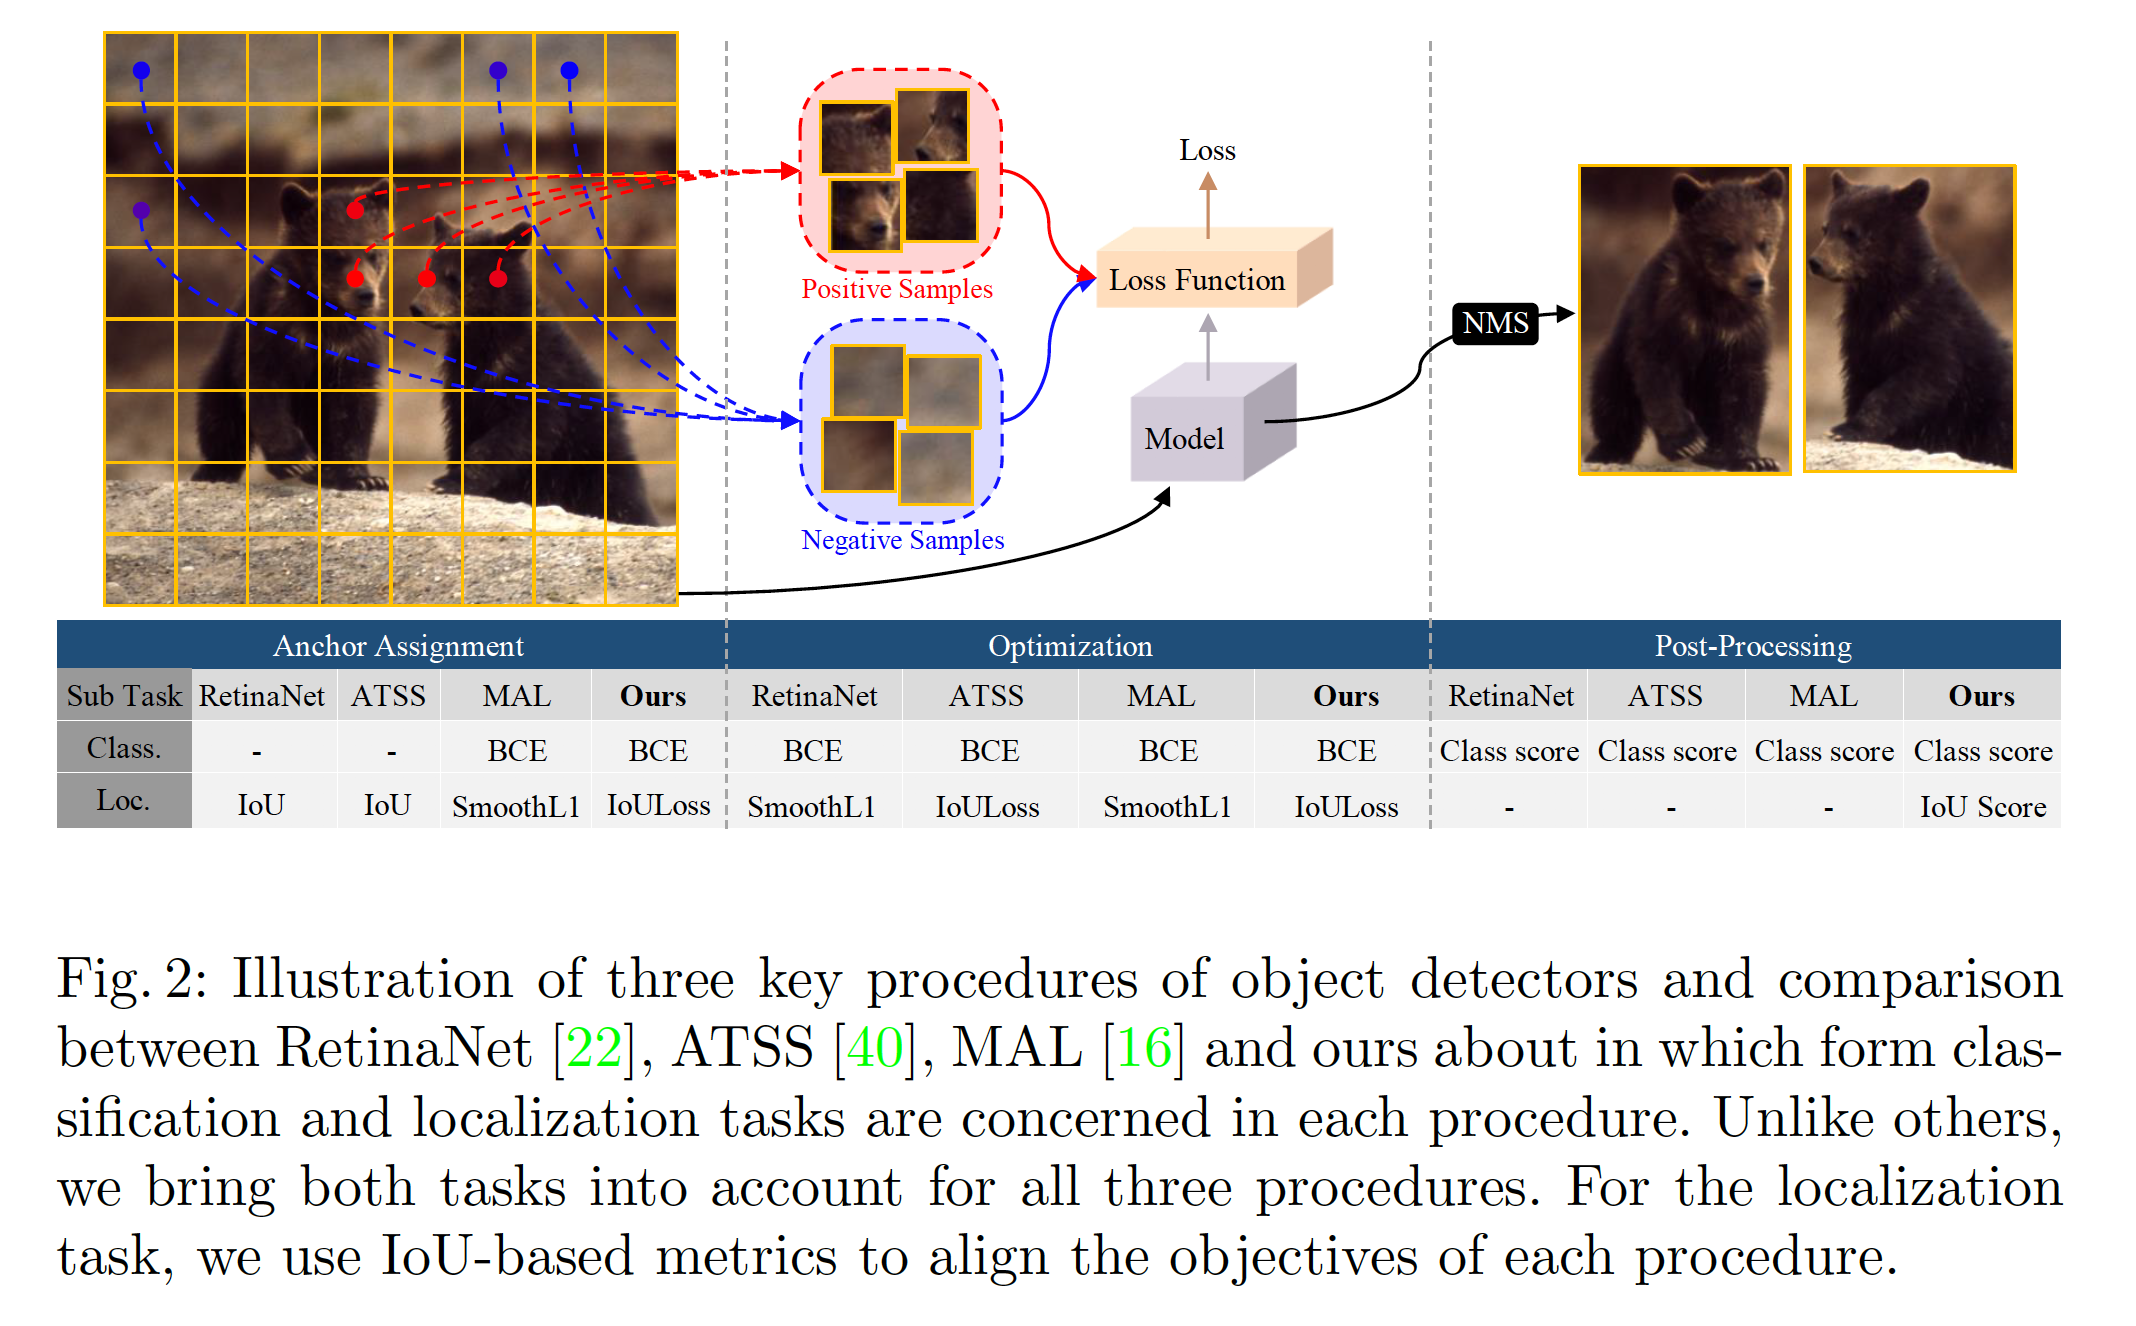 Loss
Loss Function
Positive Samples
NMS
Model
Negative Samples
Anchor Assignment Optimization Post-Processing
Sub Task RetinaNet ATSS MAL Ours RetinaNet ATSS MAL Ours RetinaNet ATSS MAL Ours
Class. - - BCE BCE BCE BCE BCE BCE Class score Class score Class score Class score
Loc. IoU IoU SmoothL1 IoULoss SmoothL1 IoULoss SmoothL1 IoULoss - - - IoU Score
Fig. 2: Illustration of three key procedures of object detectors and comparison
between RetinaNet [22], ATSS [40], MAL [16] and ours about in which form clas-
sification and localization tasks are concerned in each procedure. Unlike others,
we bring both tasks into account for all three procedures. For the localization
task, we use IoU-based metrics to align the objectives of each procedure.